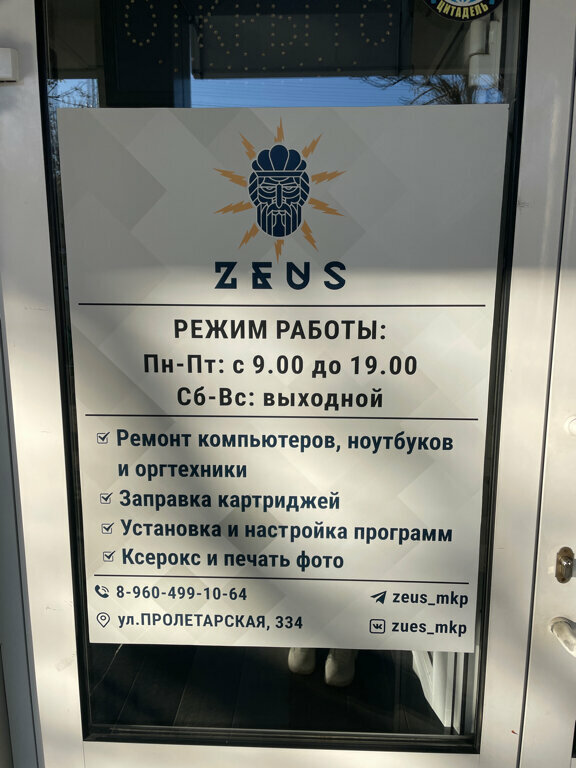 ЦИТАДЕЛЬ
ZEUS
РЕЖИМ РАБОТЫ:
Пн-Пт: с 9.00 до 19.00
Сб-Вс: выходной
Ремонт компьютеров, ноутбуков
и оргтехники
Заправка картриджей
Установка и настройка программ
Ксерокс и печать фото
8-960-499-10-64
zeus_mkp
ул.ПРОЛЕТАРСКАЯ, 334
zues_mkp